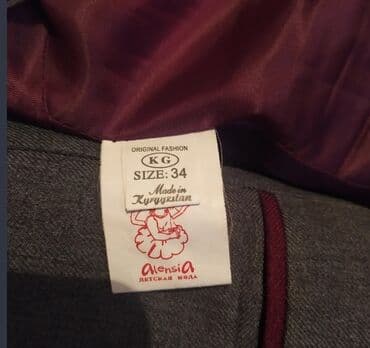 ORIGINAL FASHION
KG
SIZE: 34
Made in
Kyrgyzstan
alensia
ДЕТСКАЯ МОДА